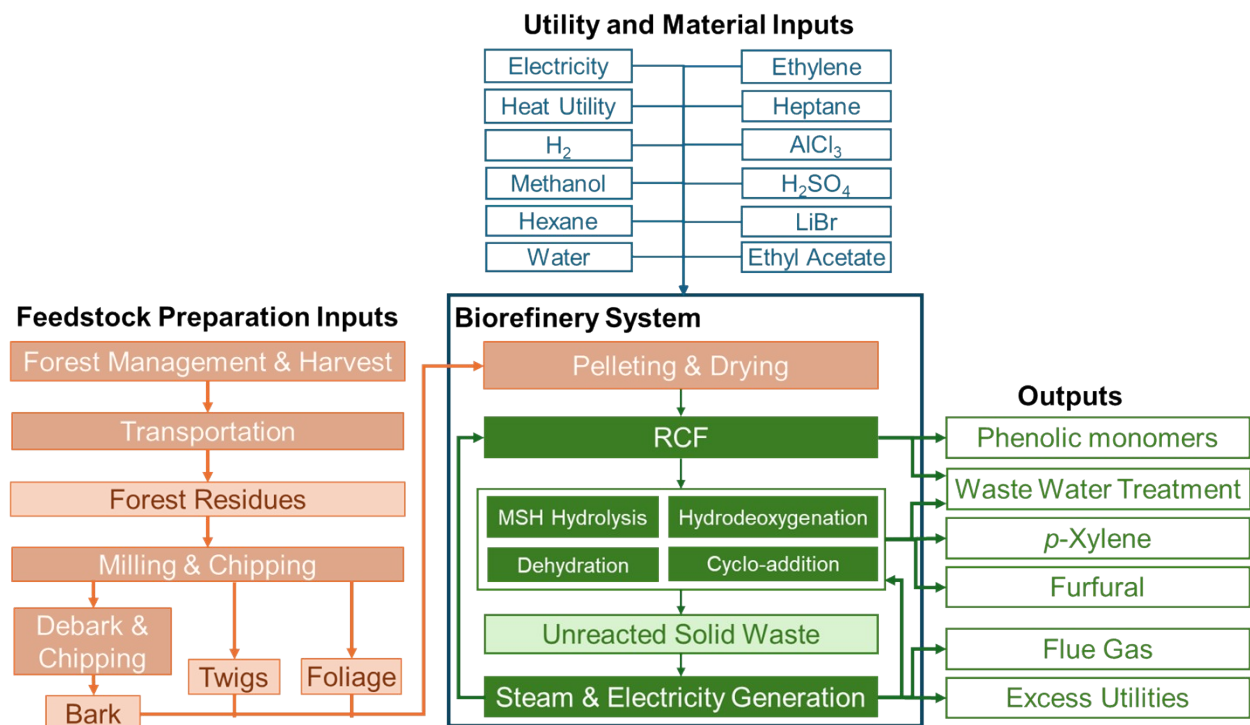 Utility and Material Inputs
Electricity
Ethylene
Heat Utility
Heptane
H₂
AlCl₃
Methanol
H₂SO₄
Hexane
LiBr
Water
Ethyl Acetate
Feedstock Preparation Inputs
Forest Management & Harvest
Transportation
Forest Residues
Milling & Chipping
Debark &
Chipping
Twigs
Foliage
Bark
Biorefinery System
Pelleting & Drying
RCF
MSH Hydrolysis
Hydrodeoxygenation
Dehydration
Cyclo-addition
Unreacted Solid Waste
Steam & Electricity Generation
Outputs
Phenolic monomers
Waste Water Treatment
p-Xylene
Furfural
Flue Gas
Excess Utilities